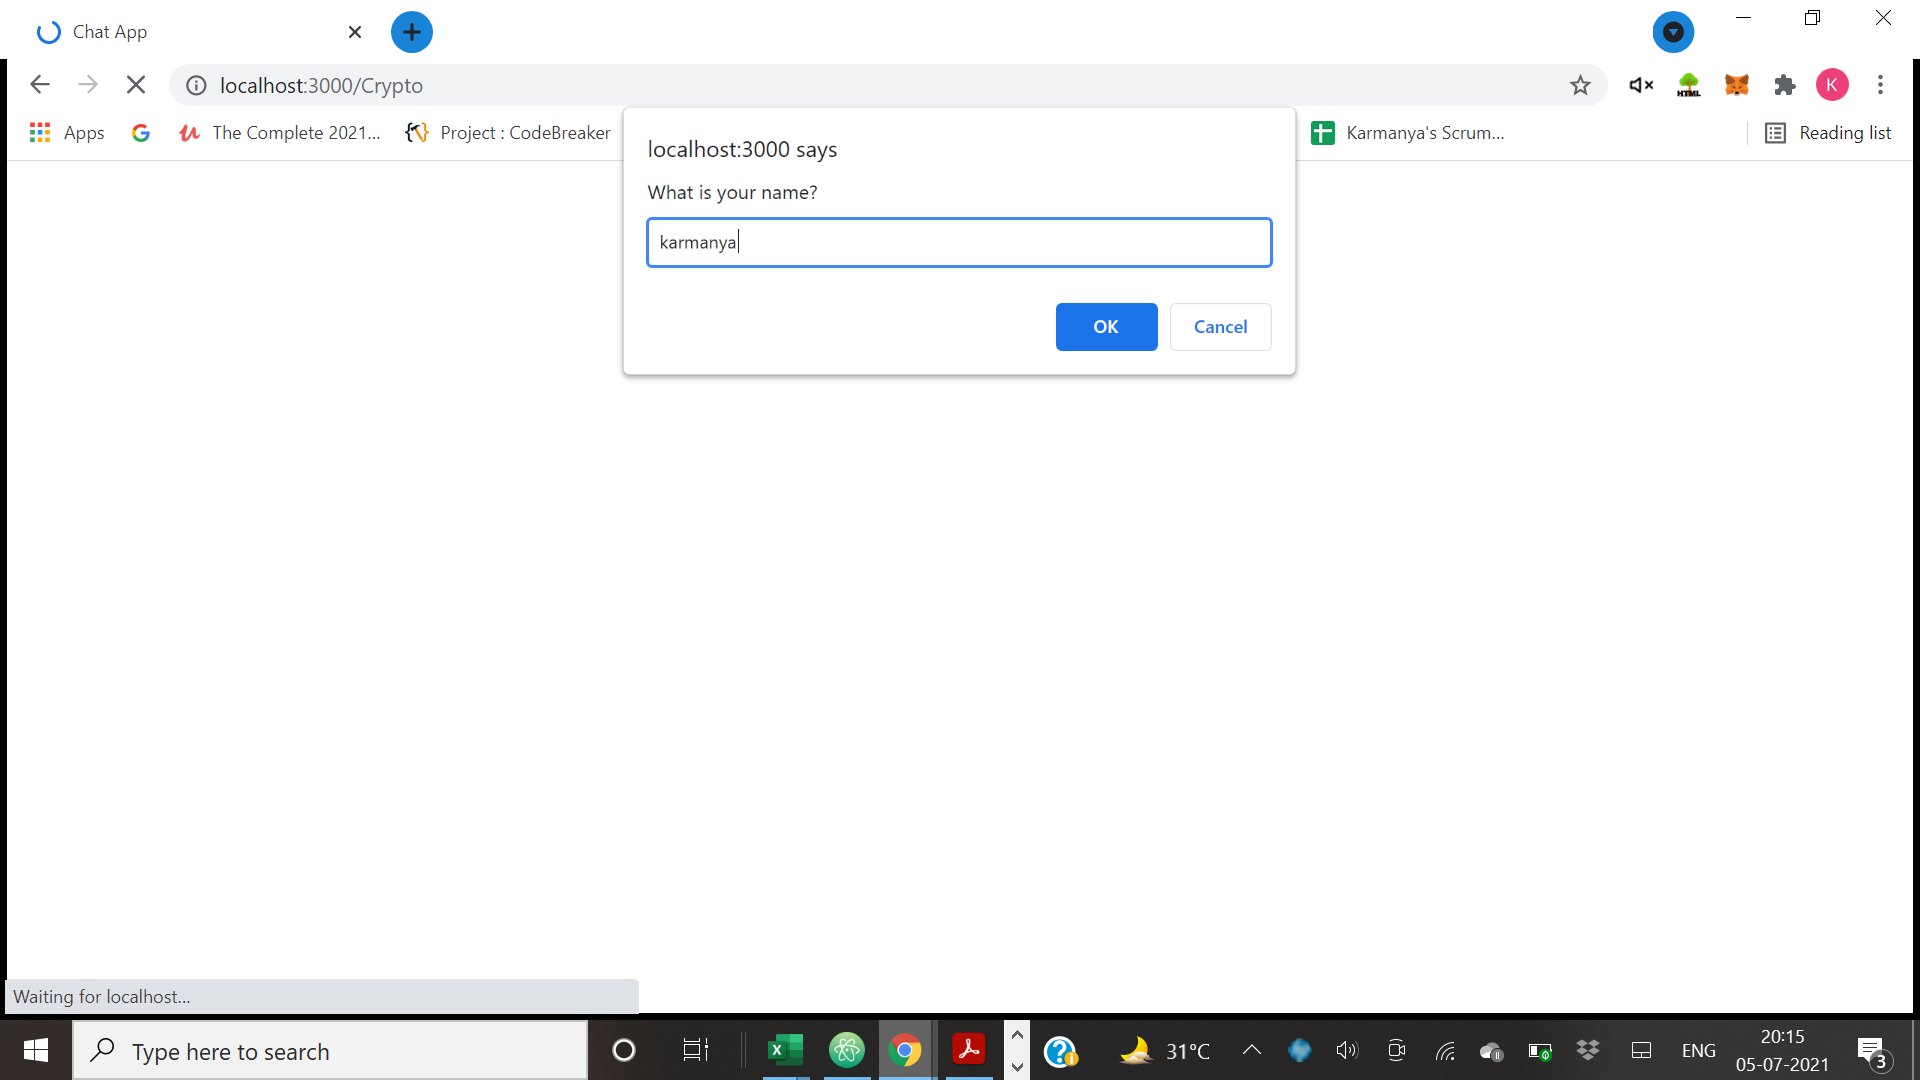 Chat App
localhost:3000/Crypto
HTML
K
Apps
The Complete 2021...
Project : CodeBreaker
Karmanya's Scrum...
Reading list
localhost:3000 says
What is your name?
karmanya
OK
Cancel
Waiting for localhost...
Type here to search
31°C
ENG
20:15
05-07-2021
3